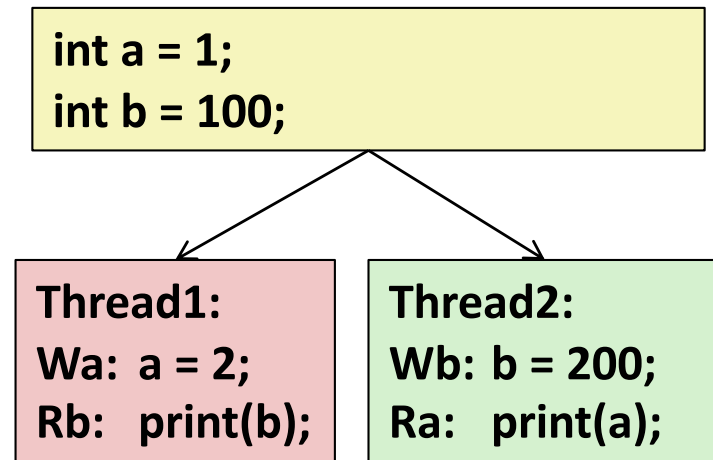 int a = 1;
int b = 100;
Thread1:
Wa: a = 2;
Rb: print(b);
Thread2:
Wb: b = 200;
Ra: print(a);